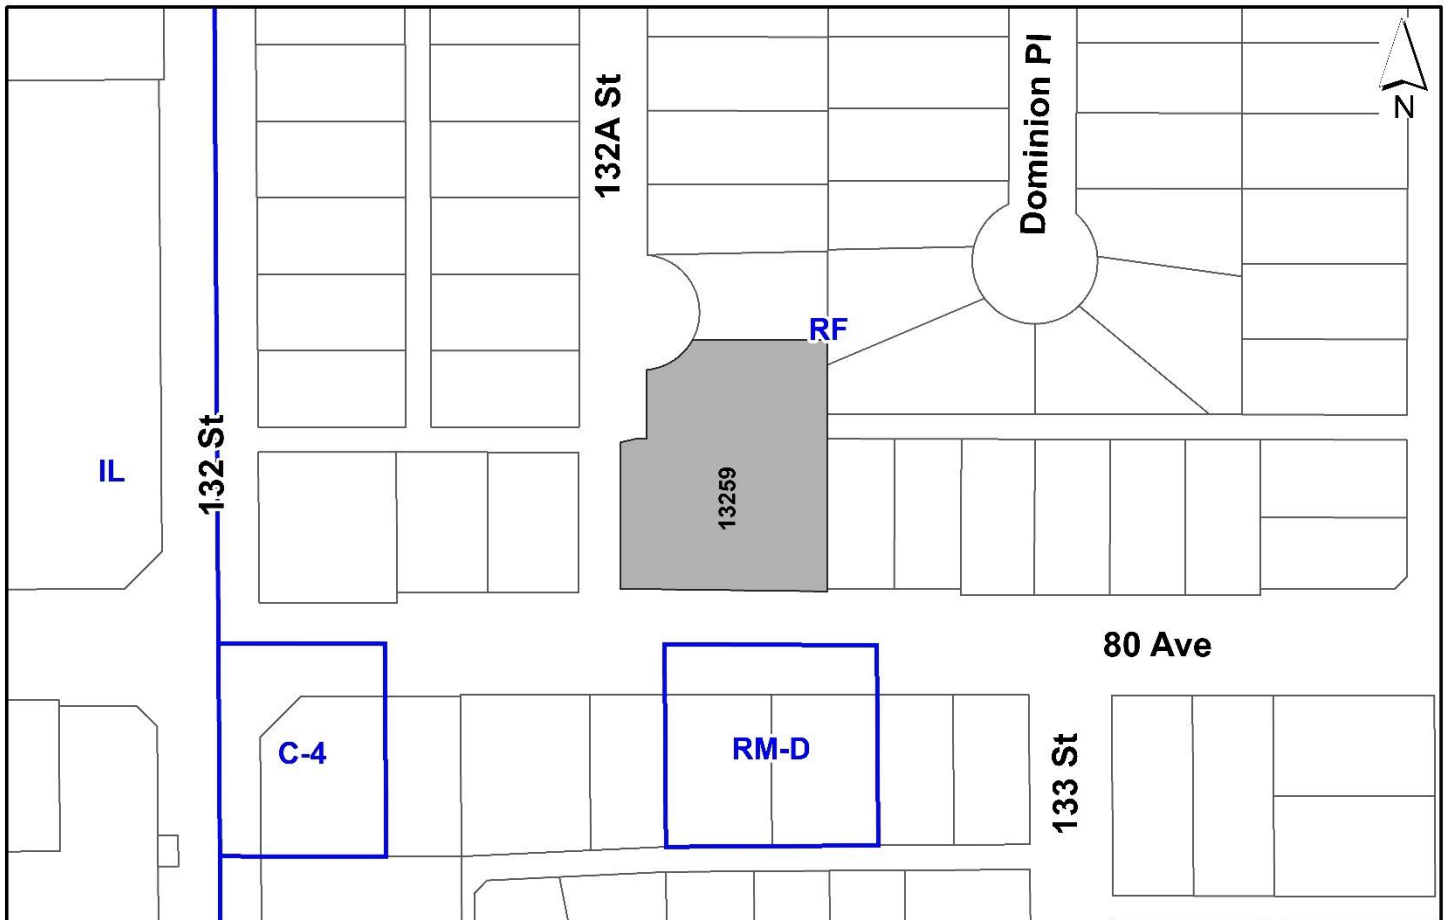 132A St
Dominion Pl
N
RF
132 St
IL
13259
80 Ave
C-4
RM-D
133 St